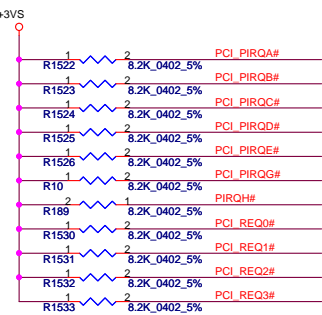 +3VS
1 2 PCI_PIRQA#
R1522 8.2K_0402_5%
1 2 PCI_PIRQB#
R1523 8.2K_0402_5%
1 2 PCI_PIRQC#
R1524 8.2K_0402_5%
1 2 PCI_PIRQD#
R1525 8.2K_0402_5%
1 2 PCI_PIRQE#
R1526 8.2K_0402_5%
1 2 PCI_PIRQG#
R10 8.2K_0402_5%
2 1 PIRQH#
R189 8.2K_0402_5%
1 2 PCI_REQ0#
R1530 8.2K_0402_5%
1 2 PCI_REQ1#
R1531 8.2K_0402_5%
1 2 PCI_REQ2#
R1532 8.2K_0402_5%
1 2 PCI_REQ3#
R1533 8.2K_0402_5%